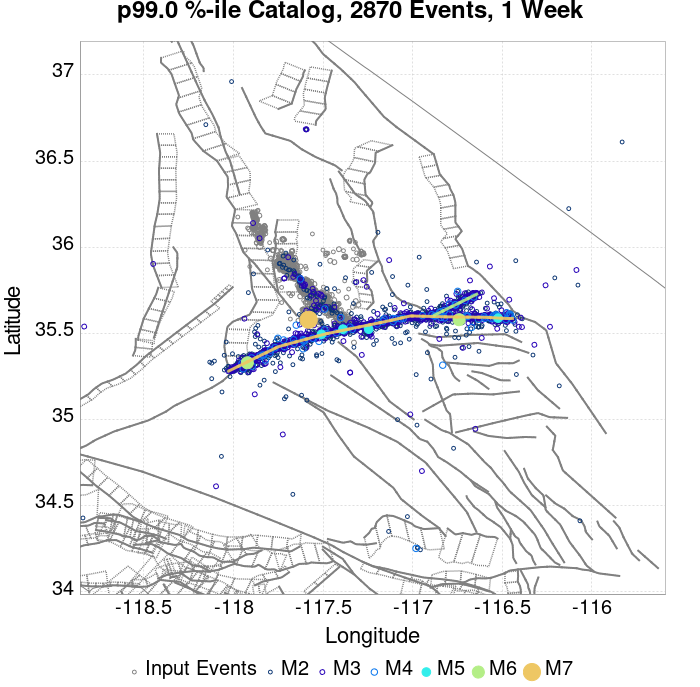 p99.0 %-ile Catalog, 2870 Events, 1 Week
37
36.5
36
35.5
35
34.5
34
Latitude
-118.5 -118 -117.5 -117 -116.5 -116
Longitude
Input Events M2 M3 M4 M5 M6 M7